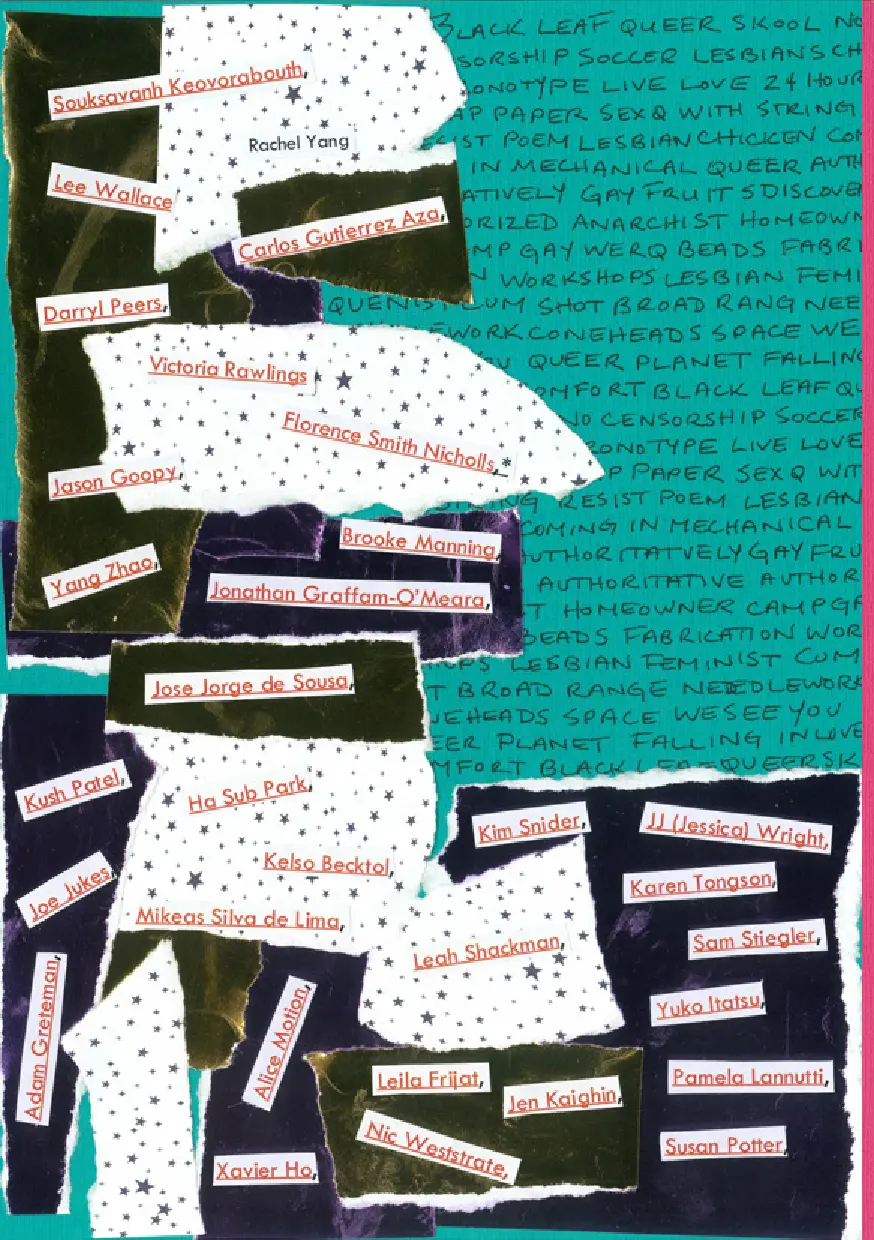 Souksavanh Keovorabouth,
Rachel Yang
Lee Wallace
Carlos Gutierrez Aza,
Darryl Peers,
Victoria Rawlings
Florence Smith Nicholls,*
Jason Goopy,
Brooke Manning,
Yang Zhao,
Jonathan Graffam-O'Meara,
Jose Jorge de Sousa,
Kush Patel,
Ha Sub Park,
Kelso Becktol,
Joe Jukes,
Mikeas Silva de Lima,
Adam Greteman,
Alice Motion,
Xavier Ho,
Kim Snider,
JJ (Jessica) Wright,
Karen Tongson,
Leah Shackman,
Sam Stiegler,
Yuko Itatsu,
Leila Frijat,
Jen Kaighin,
Pamela Lannutti,
Nic Weststrate,
Susan Potter,
BLACK LEAF QUEER SKOOL NO
SORSHIP SOCCER LESBIANS CH
ONOTYPE LIVE LOVE 24 HOUR
AP PAPER SEXQ WITH STRING
IST POEM LESBIAN CHICKEN COM
IN MECHANICAL QUEER AUTH
ATIVELY GAY FRUIT 5 DISCOVER
ORIZED ANARCHIST HOMEOWN
MP GAY WERQ BEADS FABRI
N WORKSHOPS LESBIAN FEMI
CUM SHOT BROAD RANG NEE
EWORK CONEHEADS SPACE WE
OU QUEER PLANET FALLING
OMFORT BLACK LEAF QU
NO CENSORSHIP SOCCER
ONOTYPE LIVE LOVE
P PAPER SEXQ WIT
NG RESIST POEM LESBIAN
COMING IN MECHANICAL
AUTHORITATIVELY GAY FRU
AUTHORITATIVE AUTHOR
T HOMEOWNER CAMP GA
BEADS FABRICATION WOR
OPS LESBIAN FEMINIST CUM
T BROAD RANGE NEEDLEWORK
NEHEADS SPACE WE SEE YOU
EER PLANET FALLING IN LOVE
MFORT BLACK LEAF QUEER SK